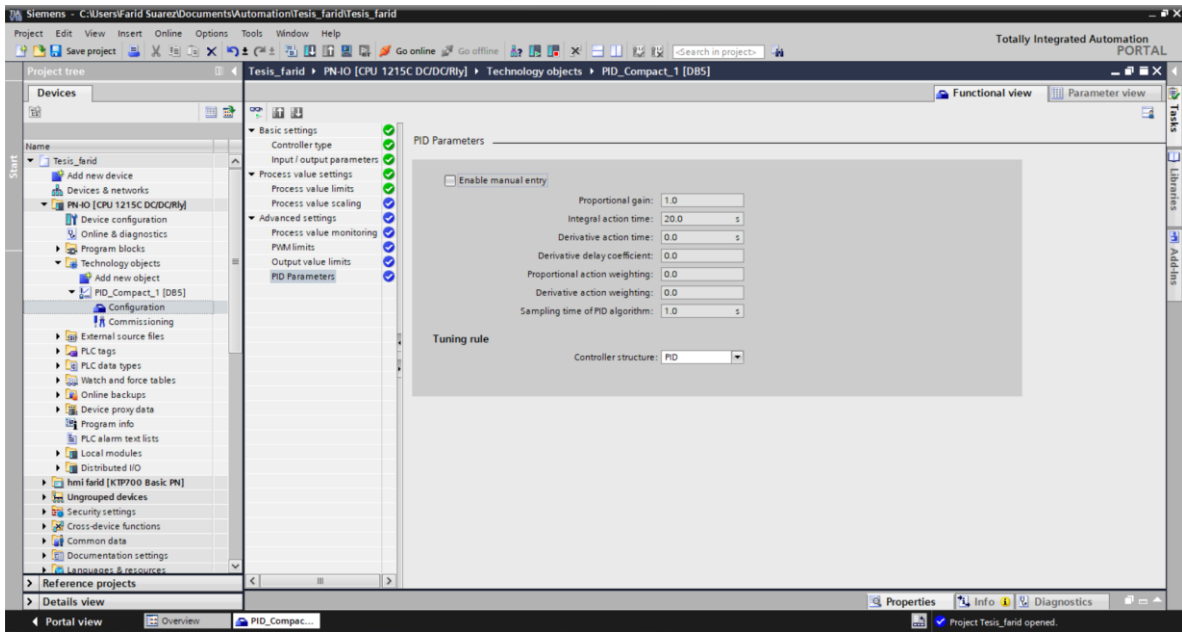 Siemens - C:\Users\Farid Suarez\Documents\Automation\Tesis_farid\Tesis_farid
Project Edit View Insert Online Options Tools Window Help
Totally Integrated Automation
PORTAL
Save project Go online Go offline <Search in project>
Project tree
Tesis_farid PN-IO [CPU 1215C DC/DC/Rly] Technology objects PID_Compact_1 [DB5]
Devices
Functional view Parameter view
Name
Tesis_farid
Add new device
Devices & networks
PN-IO [CPU 1215C DC/DC/Rly]
Device configuration
Online & diagnostics
Program blocks
Technology objects
Add new object
PID_Compact_1 [DB5]
Configuration
Commissioning
External source files
PLC tags
PLC data types
Watch and force tables
Online backups
Device proxy data
Program info
PLC alarm text lists
Local modules
Distributed I/O
hmi farid [KTP700 Basic PN]
Ungrouped devices
Security settings
Cross-device functions
Common data
Documentation settings
Languages & resources
Reference projects
Details view
Start
Basic settings
Controller type
Input / output parameters
Process value settings
Process value limits
Process value scaling
Advanced settings
Process value monitoring
PWM limits
Output value limits
PID Parameters
PID Parameters
Enable manual entry
Proportional gain: 1.0
Integral action time: 20.0 s
Derivative action time: 0.0 s
Derivative delay coefficient: 0.0
Proportional action weighting: 0.0
Derivative action weighting: 0.0
Sampling time of PID algorithm: 1.0 s
Tuning rule
Controller structure: PID
Tasks
Libraries
Add-Ins
Properties Info Diagnostics
Portal view Overview PID_Compac... Project Tesis_farid opened.